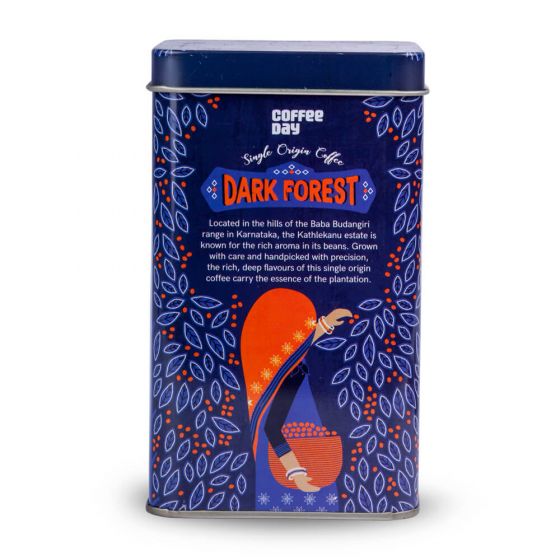 COFFEE
DAY
Single Origin Coffee
DARK FOREST
Located in the hills of the Baba Budangiri
range in Karnataka, the Kathlekanu estate is
known for the rich aroma in its beans. Grown
with care and handpicked with precision,
the rich, deep flavours of this single origin
coffee carry the essence of the plantation.